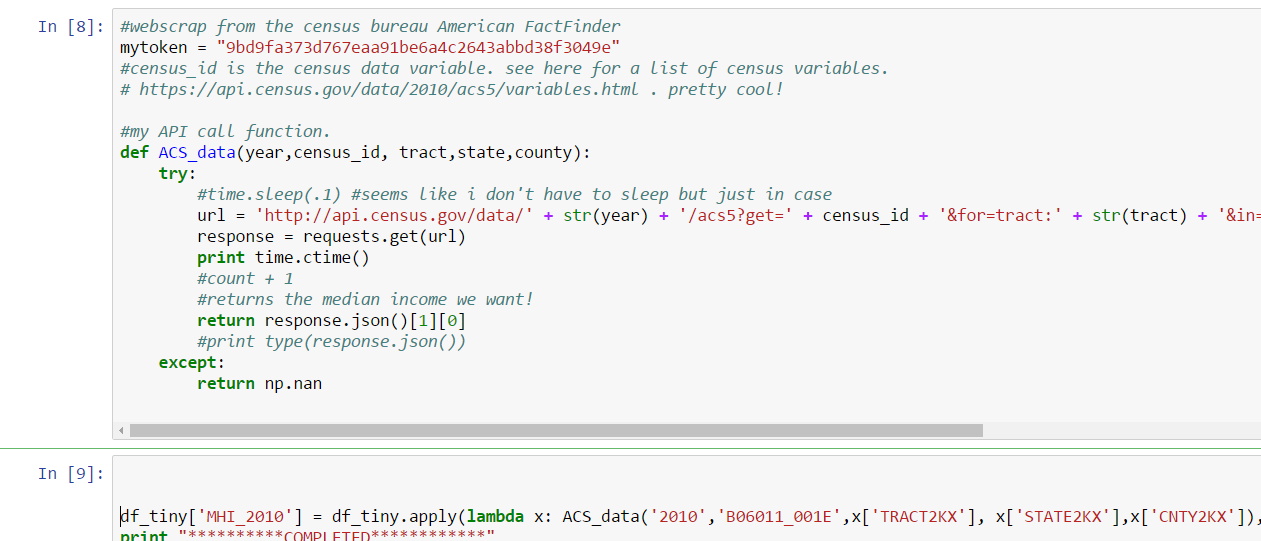 In [8]:
#webscrap from the census bureau American FactFinder
mytoken = "9bd9fa373d767eaa91be6a4c2643abbd38f3049e"
#census_id is the census data variable. see here for a list of census variables.
# https://api.census.gov/data/2010/acs5/variables.html . pretty cool!
#my API call function.
def ACS_data(year,census_id, tract,state,county):
try:
#time.sleep(.1) #seems like i don't have to sleep but just in case
url = 'http://api.census.gov/data/' + str(year) + '/acs5?get=' + census_id + '&for=tract:' + str(tract) + '&in=
response = requests.get(url)
print time.ctime()
#count + 1
#returns the median income we want!
return response.json()[1][0]
#print type(response.json())
except:
return np.nan
In [9]:
df_tiny['MHI_2010'] = df_tiny.apply(lambda x: ACS_data('2010','B06011_001E',x['TRACT2KX'], x['STATE2KX'],x['CNTY2KX']),
print "**********COMPLETED************"